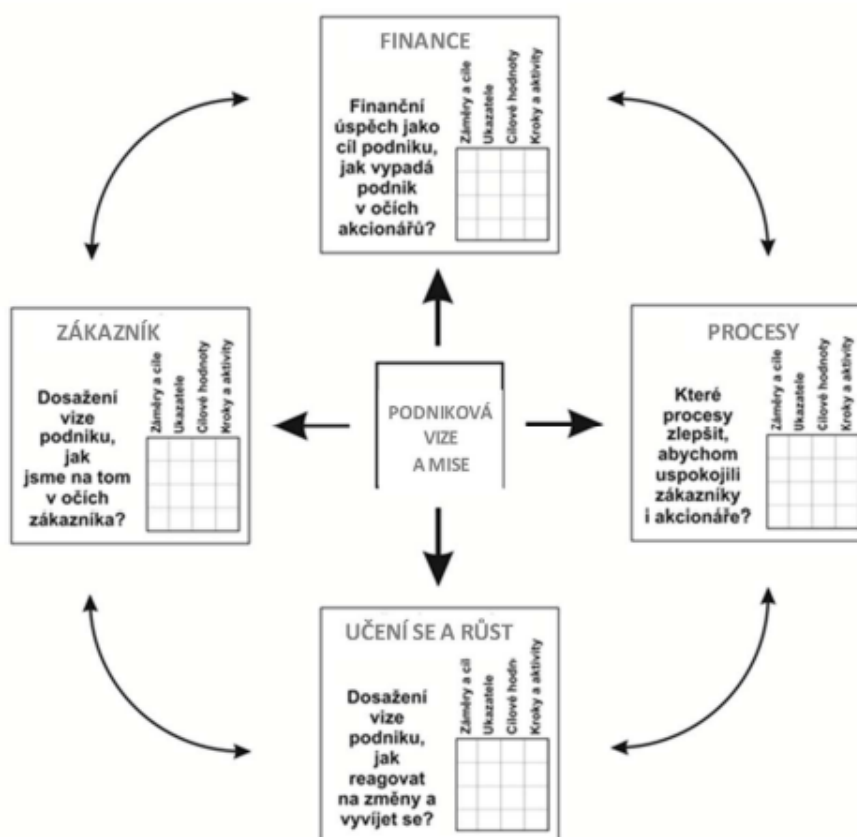 FINANCE
Finanční
úspěch jako
cíl podniku,
jak vypadá
podnik
v očích
akcionářů?
Záměry a cíle
Ukazatele
Cílové hodnoty
Kroky a aktivity
ZÁKAZNÍK
Dosažení
vize
podniku,
jak
jsme na tom
v očích
zákazníka?
Záměry a cíle
Ukazatele
Cílové hodnoty
Kroky a aktivity
PODNIKOVÁ
VIZE
A MISE
PROCESY
Které
procesy
zlepšit,
abychom
uspokojili
zákazníky
i akcionáře?
Záměry a cíle
Ukazatele
Cílové hodnoty
Kroky a aktivity
UČENÍ SE A RŮST
Dosažení
vize
podniku,
jak
reagovat
na změny a
vyvíjet se?
Záměry a cíl
Ukazatele
Cílové hodn
Kroky a aktivity